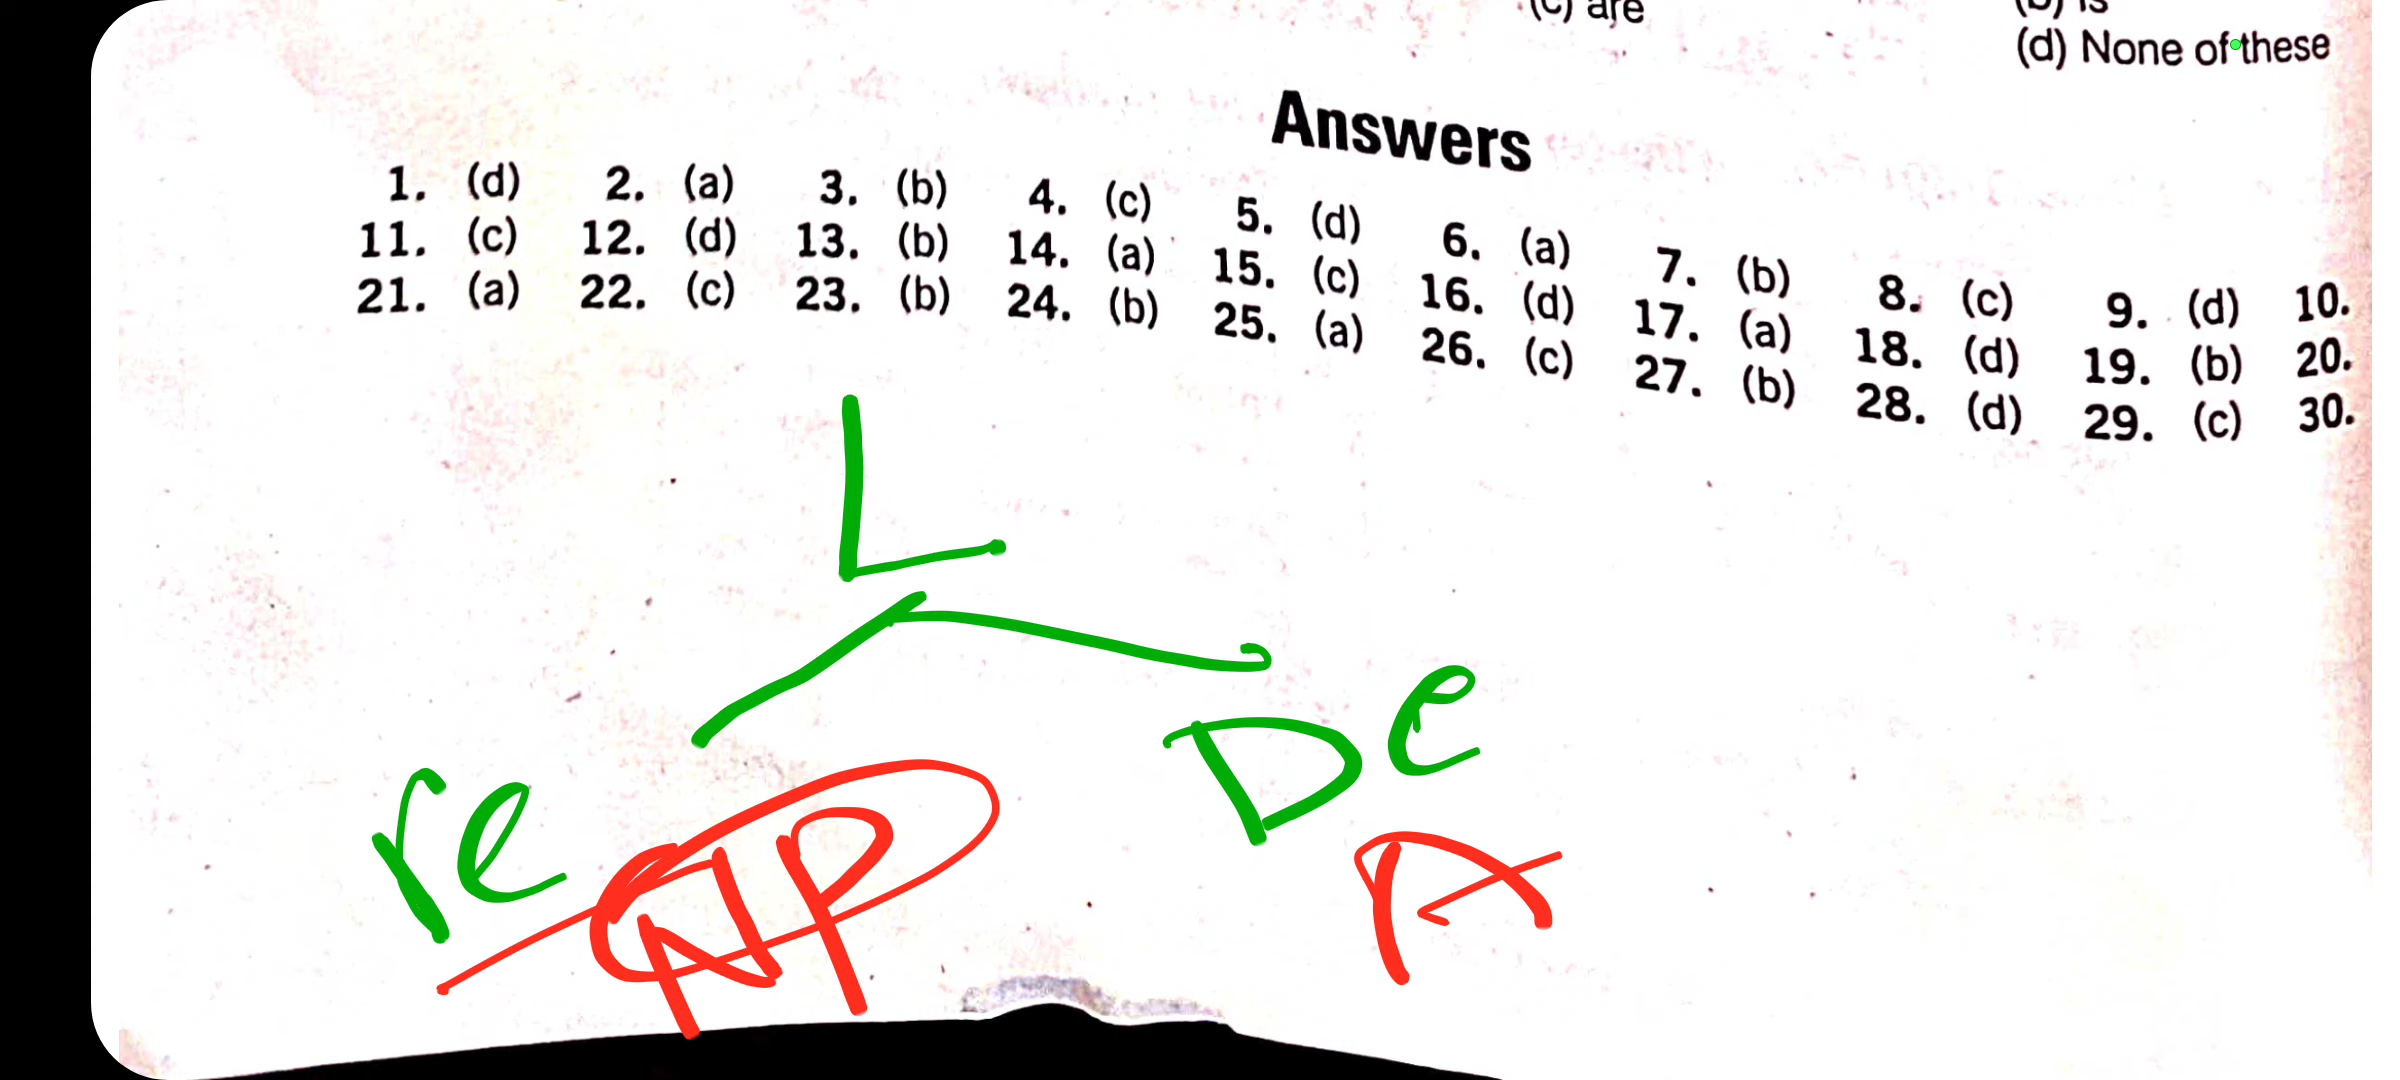 (c) are
(b) is
(d) None of these
Answers
1. (d) 2. (a) 3. (b) 4. (c) 5. (d) 6. (a) 7. (b) 8. (c) 9. (d) 10.
11. (c) 12. (d) 13. (b) 14. (a) 15. (c) 16. (d) 17. (a) 18. (d) 19. (b) 20.
21. (a) 22. (c) 23. (b) 24. (b) 25. (a) 26. (c) 27. (b) 28. (d) 29. (c) 30.
L
re NP De